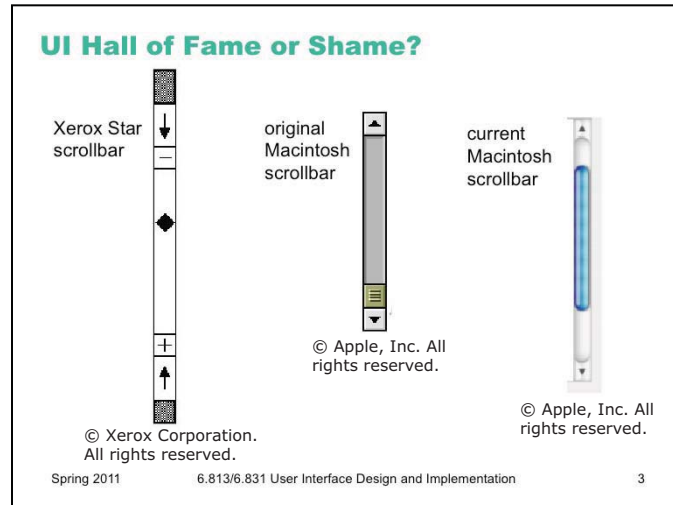 UI Hall of Fame or Shame?
Xerox Star
scrollbar
original
Macintosh
scrollbar
current
Macintosh
scrollbar
© Apple, Inc. All
rights reserved.
© Apple, Inc. All
rights reserved.
© Xerox Corporation.
All rights reserved.
Spring 2011
6.813/6.831 User Interface Design and Implementation
3